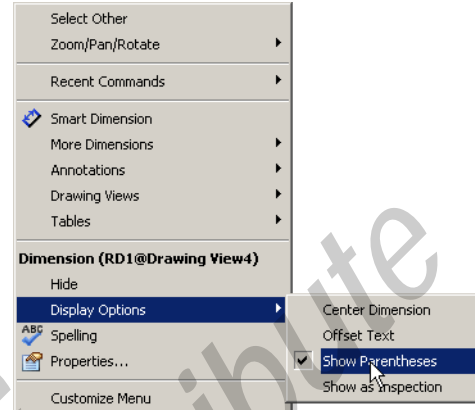 Select Other
Zoom/Pan/Rotate
Recent Commands
Smart Dimension
More Dimensions
Annotations
Drawing Views
Tables
Dimension (RD1@Drawing View4)
Hide
Display Options
ABC Spelling
Properties...
Customize Menu
Center Dimension
Offset Text
Show Parentheses
Show as Inspection